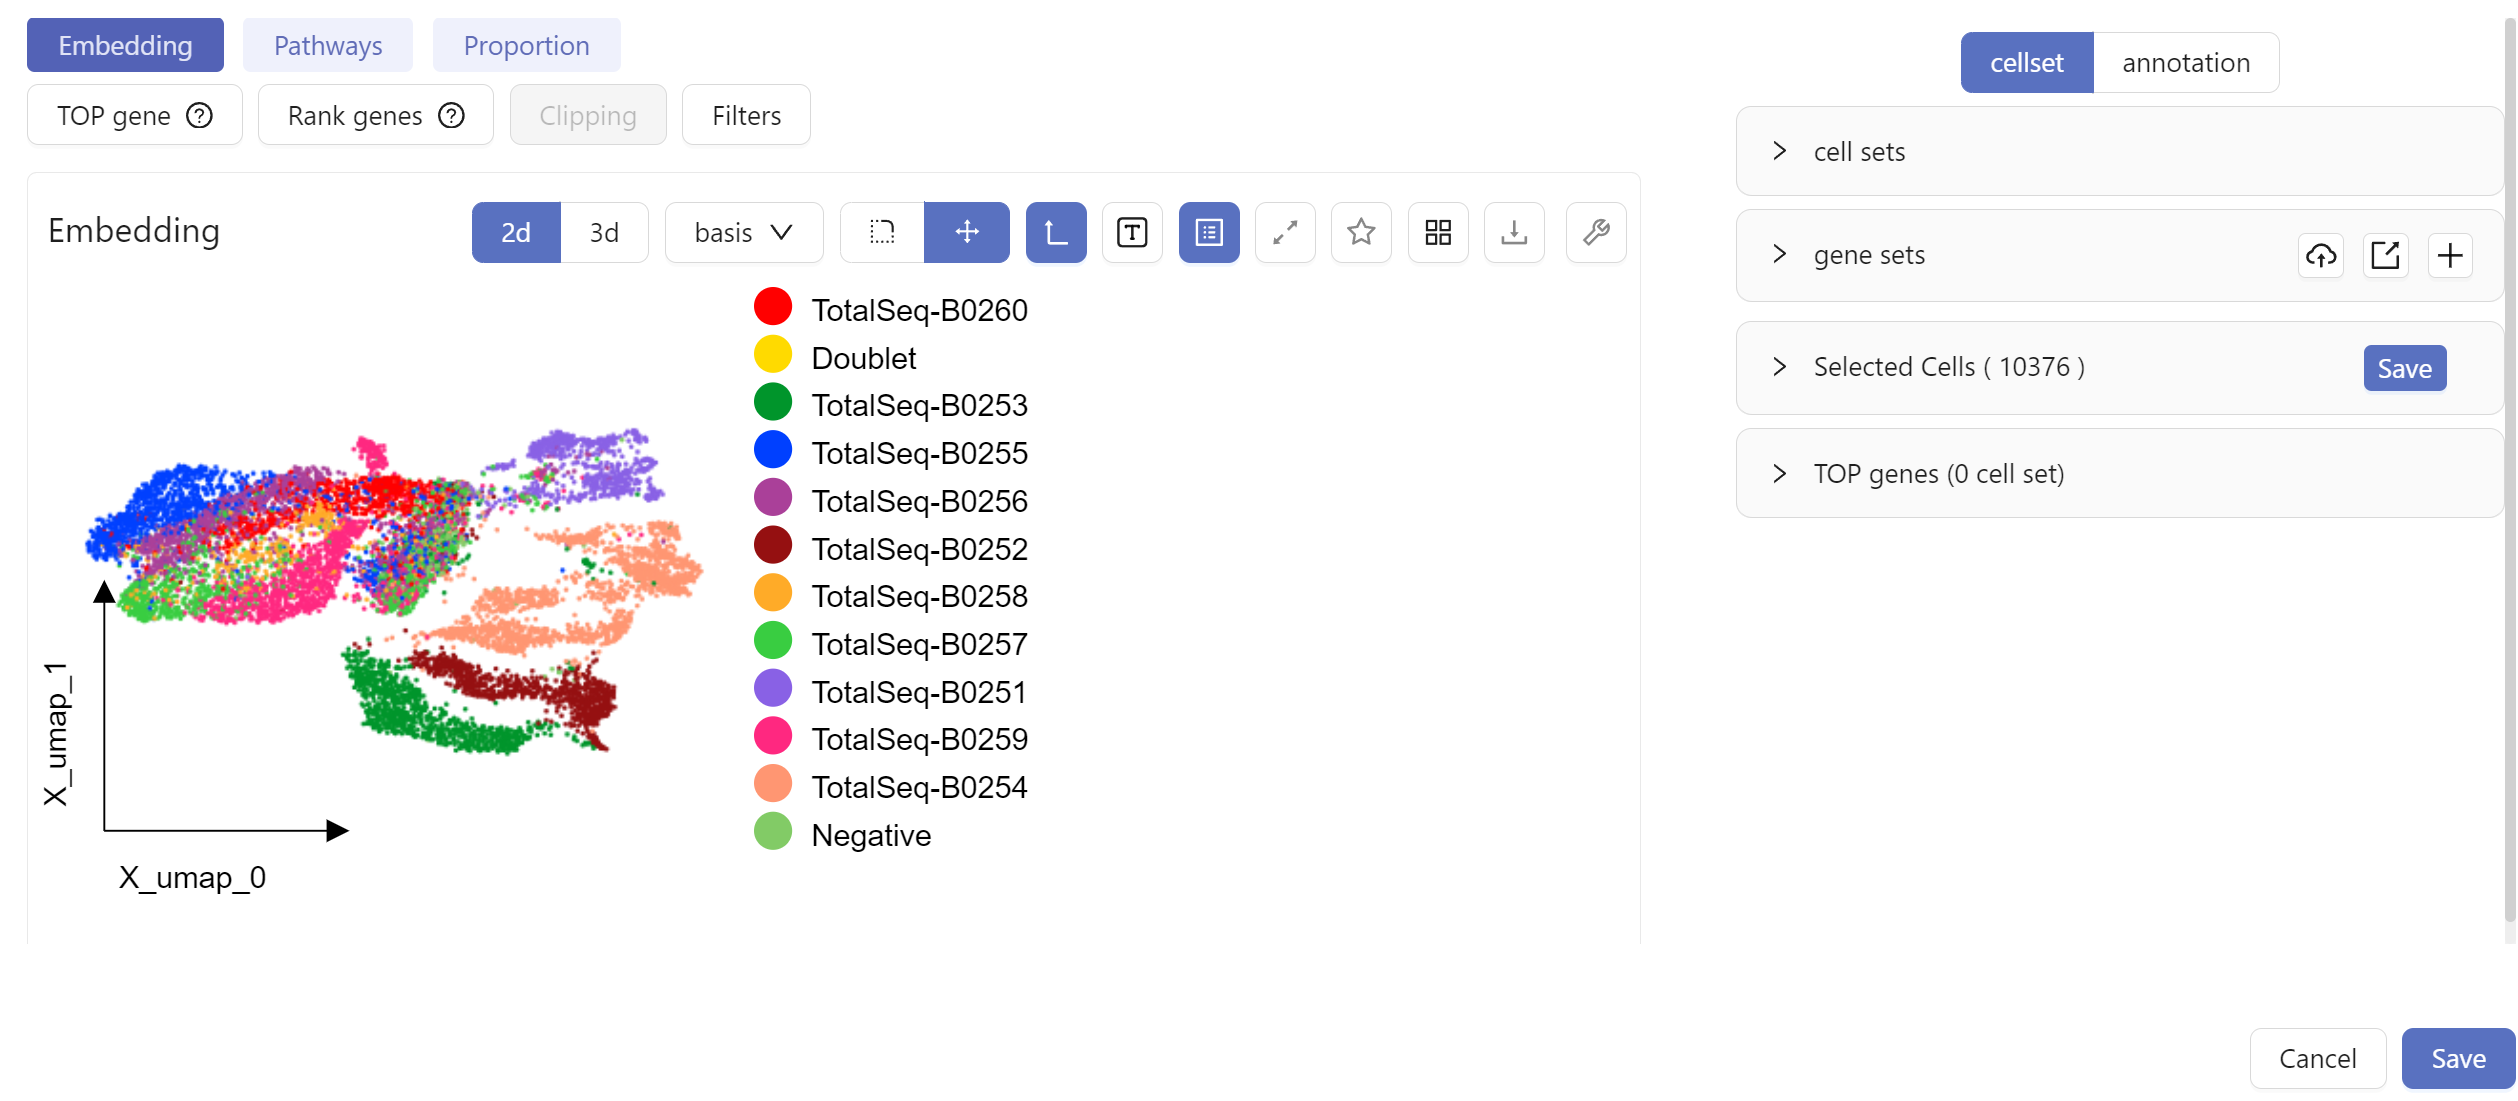 Embedding Pathways Proportion
TOP gene ? Rank genes ? Clipping Filters
Embedding 2d 3d basis T
TotalSeq-B0260
Doublet
TotalSeq-B0253
TotalSeq-B0255
TotalSeq-B0256
TotalSeq-B0252
TotalSeq-B0258
TotalSeq-B0257
TotalSeq-B0251
TotalSeq-B0259
TotalSeq-B0254
Negative
X_umap_1
X_umap_0
cellset annotation
cell sets
gene sets
Selected Cells ( 10376 ) Save
TOP genes (0 cell set)
Cancel Save